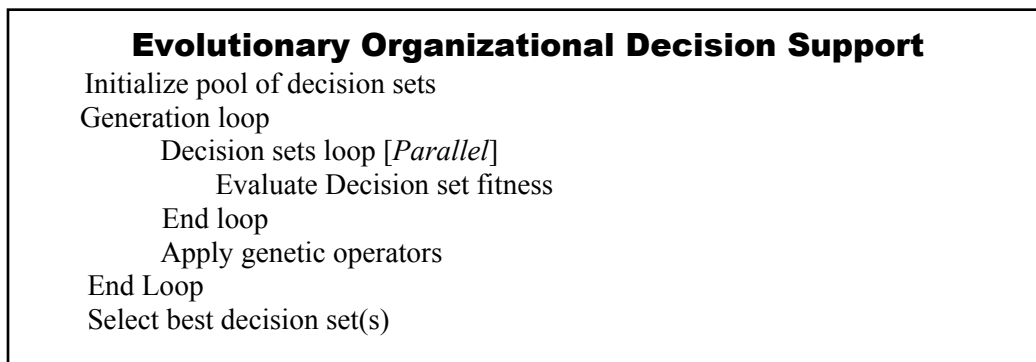 Evolutionary Organizational Decision Support
Initialize pool of decision sets
Generation loop
Decision sets loop [Parallel]
Evaluate Decision set fitness
End loop
Apply genetic operators
End Loop
Select best decision set(s)